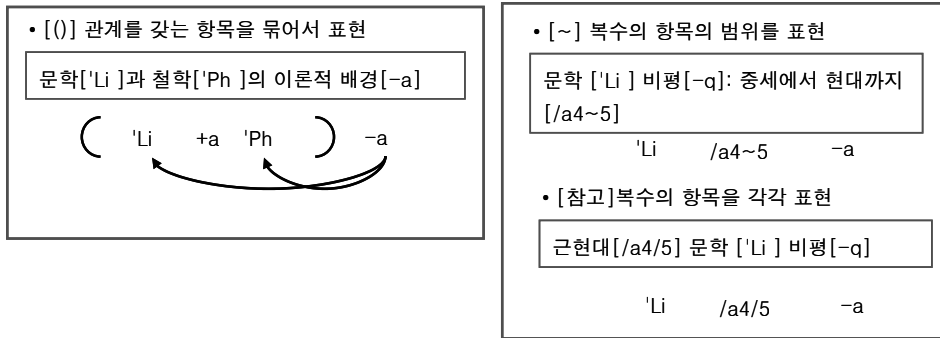 • [()] 관계를 갖는 항목을 묶어서 표현
문학['Li ]과 철학['Ph ]의 이론적 배경[-a]
( 'Li +a 'Ph ) -a
• [~] 복수의 항목의 범위를 표현
문학 ['Li ] 비평[-q]: 중세에서 현대까지
[/a4~5]
'Li /a4~5 -a
• [참고]복수의 항목을 각각 표현
근현대[/a4/5] 문학 ['Li ] 비평[-q]
'Li /a4/5 -a